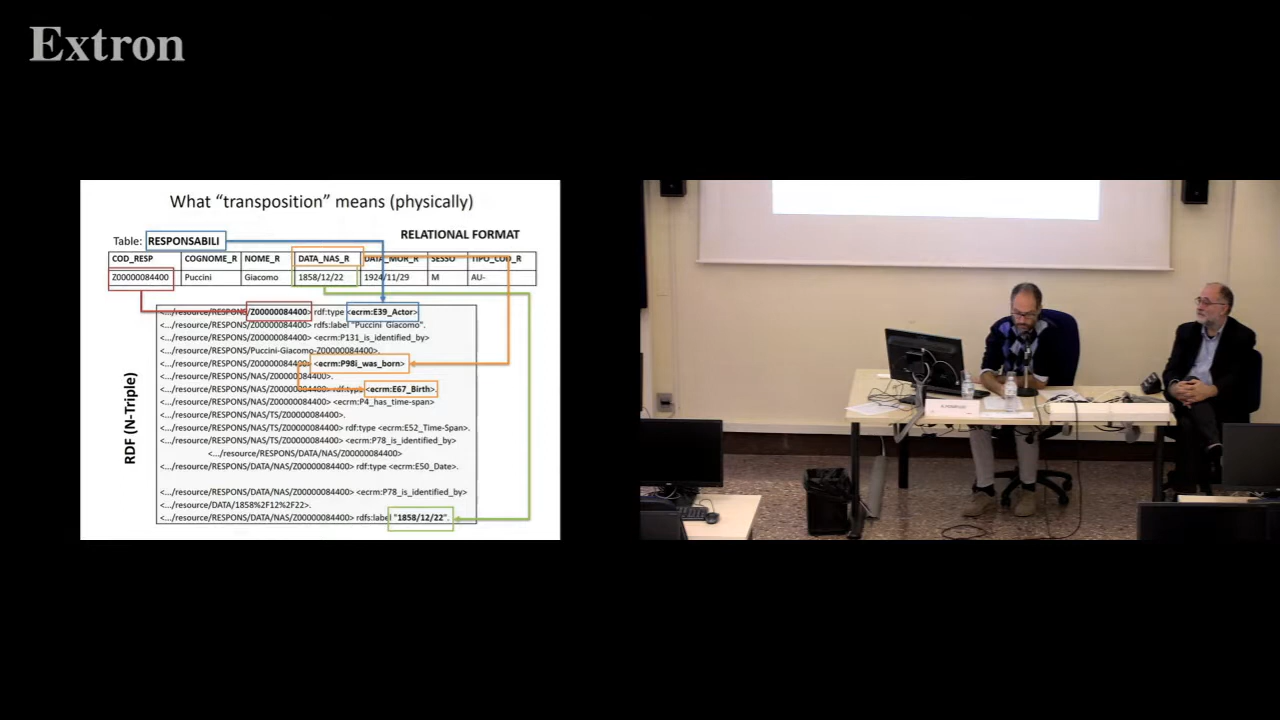 Extron
What “transposition” means (physically)
RELATIONAL FORMAT
Table: RESPONSABILI
COD_RESP COGNOME_R NOME_R DATA_NAS_R DATA_MOR_R SESSO TIPO_COD_R
Z00000084400 Puccini Giacomo 1858/12/22 1924/11/29 M AU-
RDF (N-Triple)
<.../resource/RESPONS/Z00000084400> rdf:type <ecrm:E39_Actor>
<.../resource/RESPONS/Z00000084400> rdfs:label "Puccini Giacomo".
<.../resource/RESPONS/Z00000084400> <ecrm:P131_is_identified_by>
<.../resource/RESPONS/Puccini-Giacomo-Z00000084400>.
<.../resource/RESPONS/Z00000084400> <ecrm:P98i_was_born>
<.../resource/RESPONS/NAS/Z00000084400>.
<.../resource/RESPONS/NAS/Z00000084400> rdf:type <ecrm:E67_Birth>.
<.../resource/RESPONS/NAS/Z00000084400> <ecrm:P4_has_time-span>
<.../resource/RESPONS/NAS/TS/Z00000084400>.
<.../resource/RESPONS/NAS/TS/Z00000084400> rdf:type <ecrm:E52_Time-Span>.
<.../resource/RESPONS/NAS/TS/Z00000084400> <ecrm:P78_is_identified_by>
<.../resource/RESPONS/DATA/NAS/Z00000084400>
<.../resource/RESPONS/DATA/NAS/Z00000084400> rdf:type <ecrm:E50_Date>.
<.../resource/RESPONS/DATA/NAS/Z00000084400> <ecrm:P78_is_identified_by>
<.../resource/DATA/1858%2F12%2F22>.
<.../resource/RESPONS/DATA/NAS/Z00000084400> rdfs:label "1858/12/22".